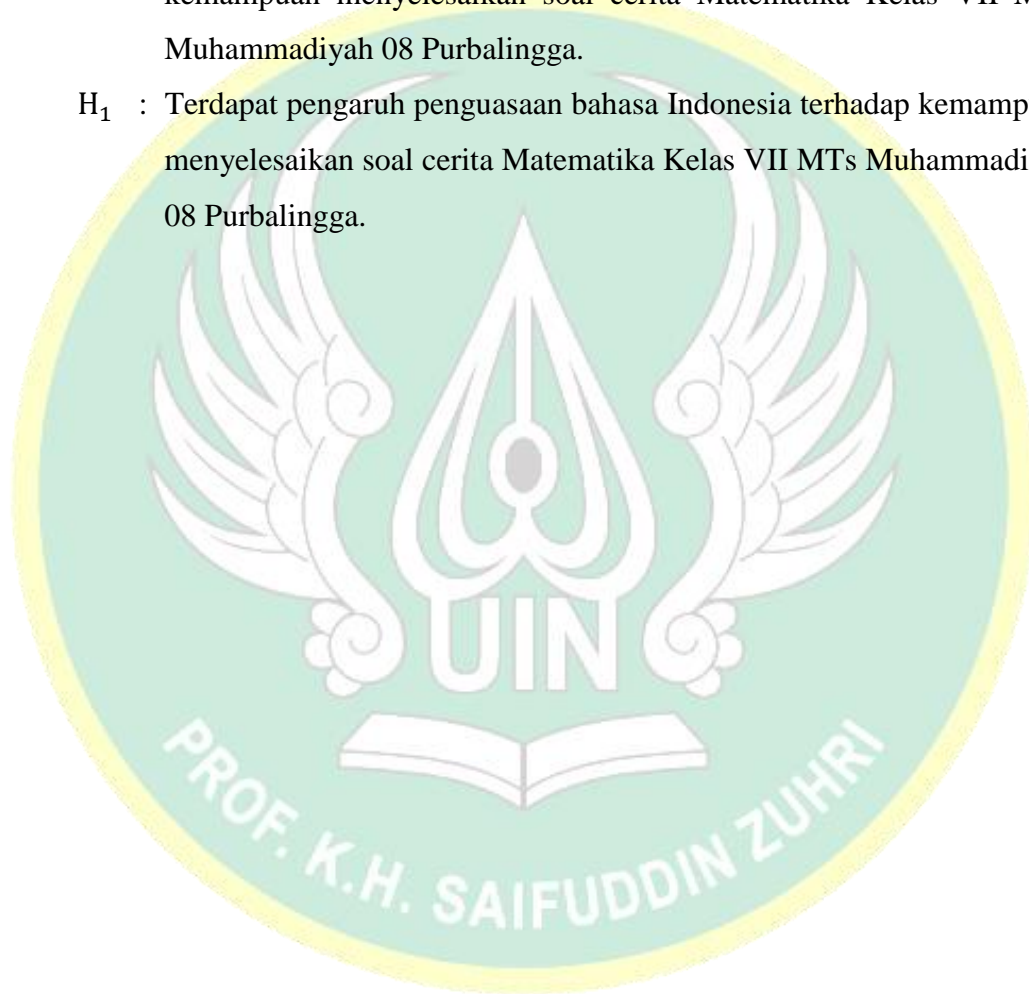 kemampuan menyelesaikan soal cerita Matematika Kelas VII M
Muhammadiyah 08 Purbalingga.
H₁ : Terdapat pengaruh penguasaan bahasa Indonesia terhadap kemamp
menyelesaikan soal cerita Matematika Kelas VII MTs Muhammadi
08 Purbalingga.
UIN
PROF. K.H. SAIFUDDIN ZUHRI